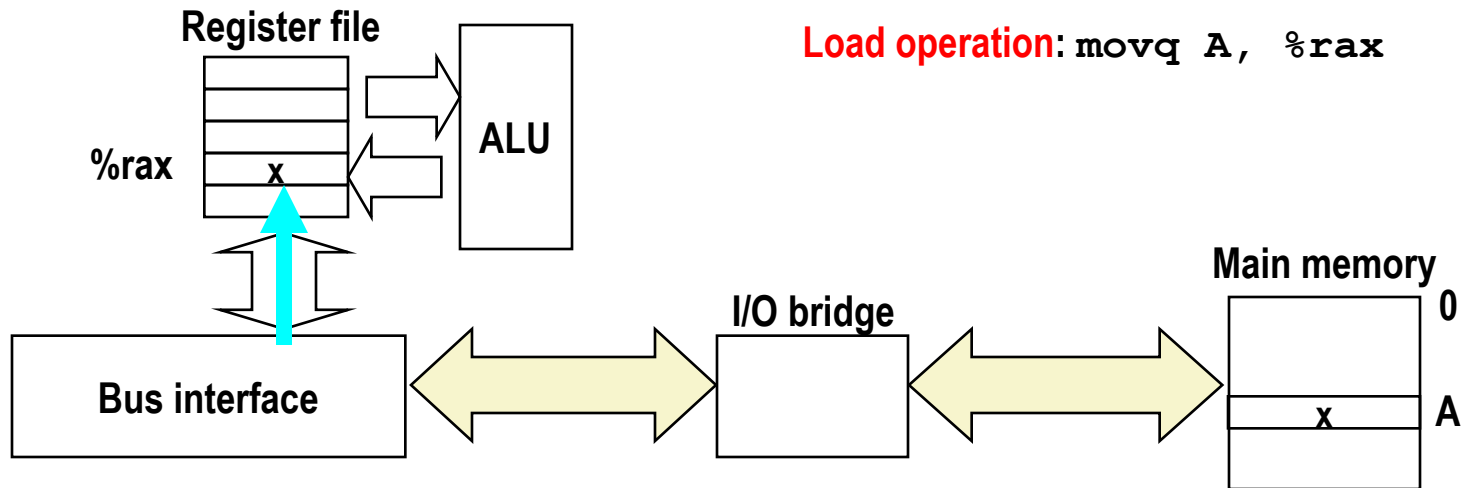 Register file
Load operation: movq A, %rax
ALU
%rax
x
Main memory
0
I/O bridge
Bus interface
x
A